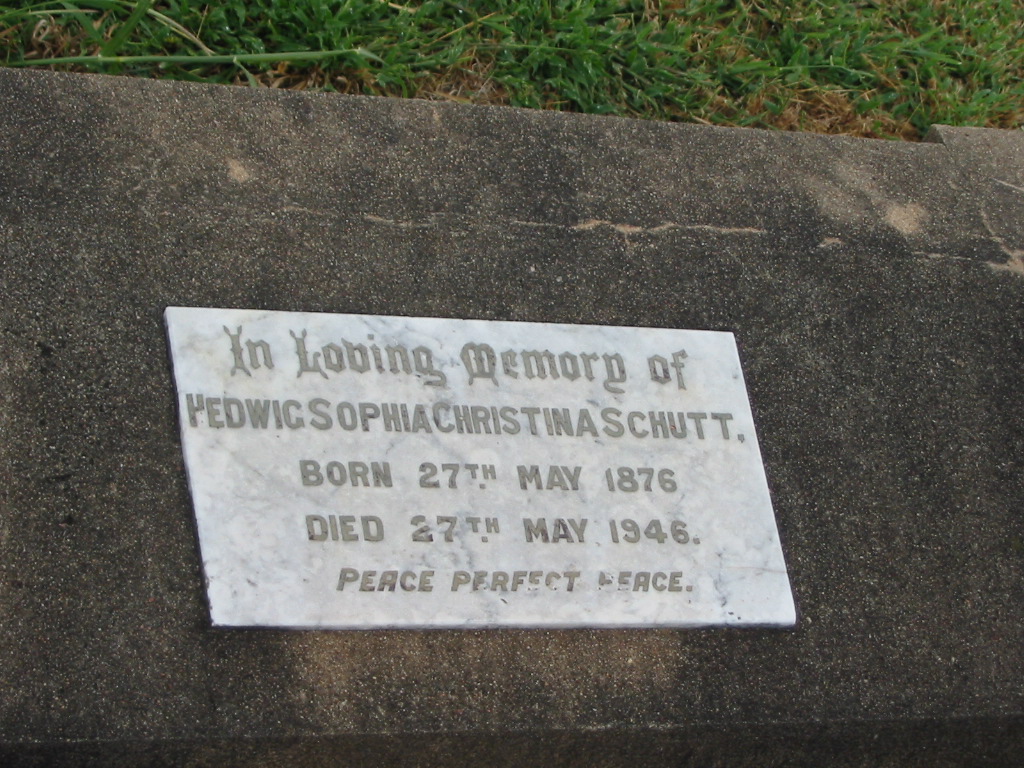 In Loving Memory of
HEDWIG SOPHIA CHRISTINA SCHUTT.
BORN 27TH MAY 1876
DIED 27TH MAY 1946.
PEACE PERFECT PEACE.